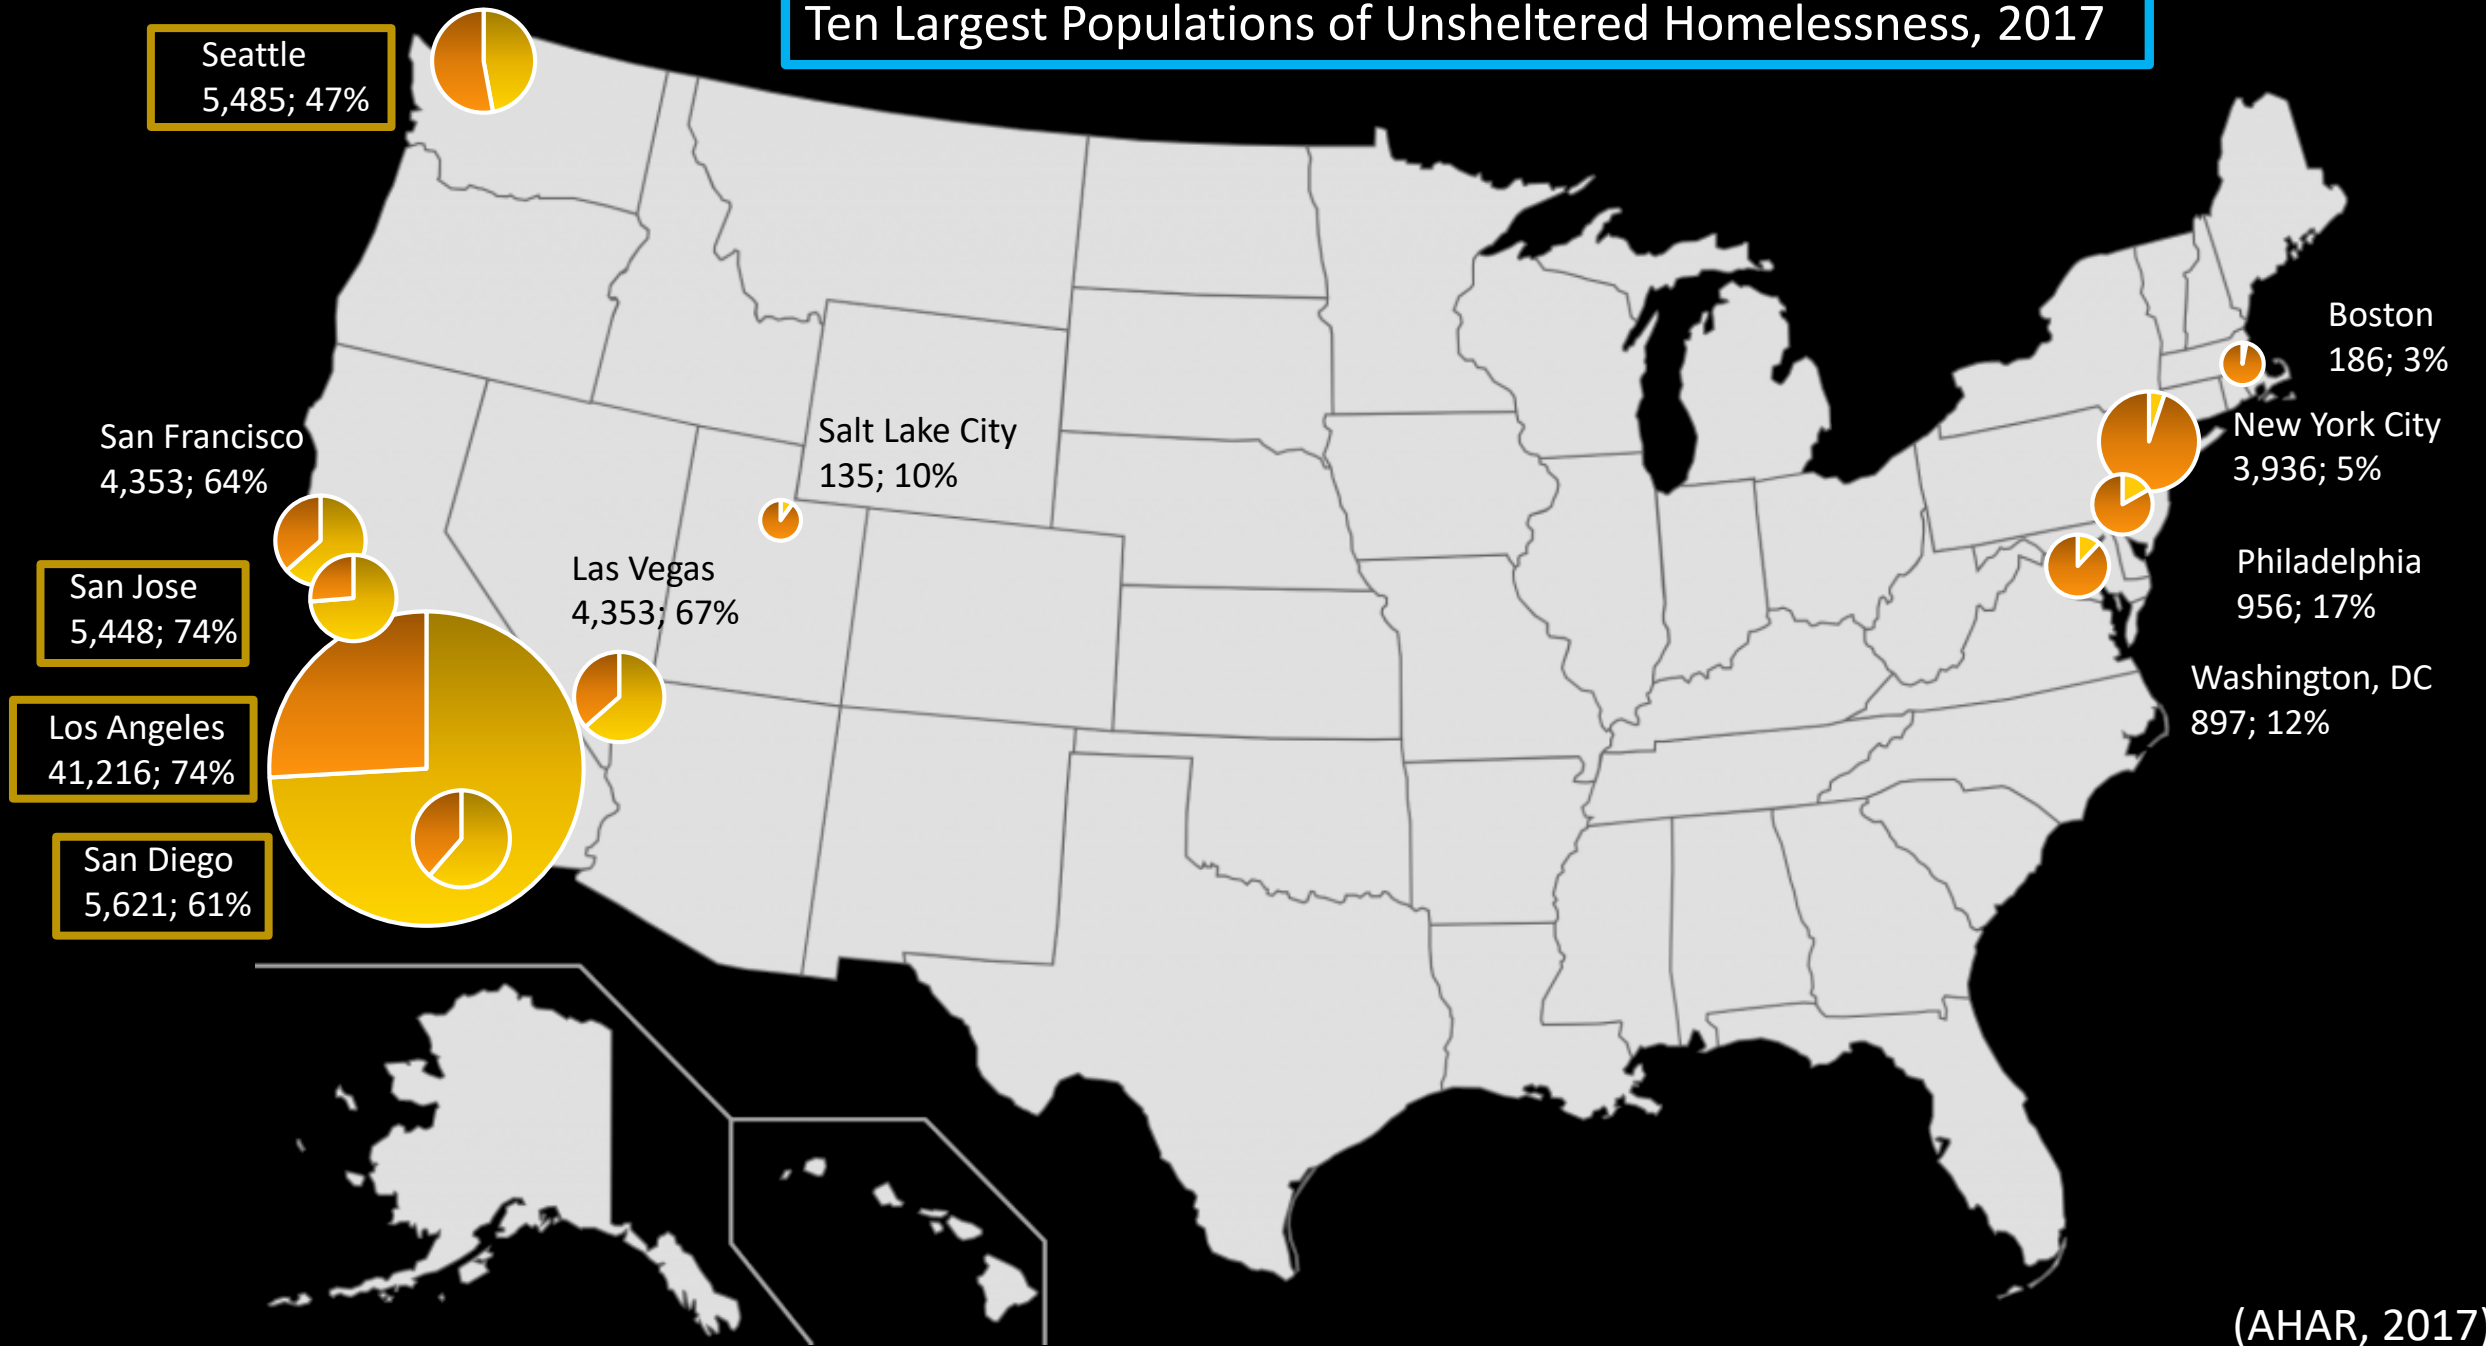 Ten Largest Populations of Unsheltered Homelessness, 2017
Seattle
5,485; 47%
San Francisco
4,353; 64%
San Jose
5,448; 74%
Los Angeles
41,216; 74%
San Diego
5,621; 61%
Las Vegas
4,353; 67%
Salt Lake City
135; 10%
Boston
186; 3%
New York City
3,936; 5%
Philadelphia
956; 17%
Washington, DC
897; 12%
(AHAR, 2017)